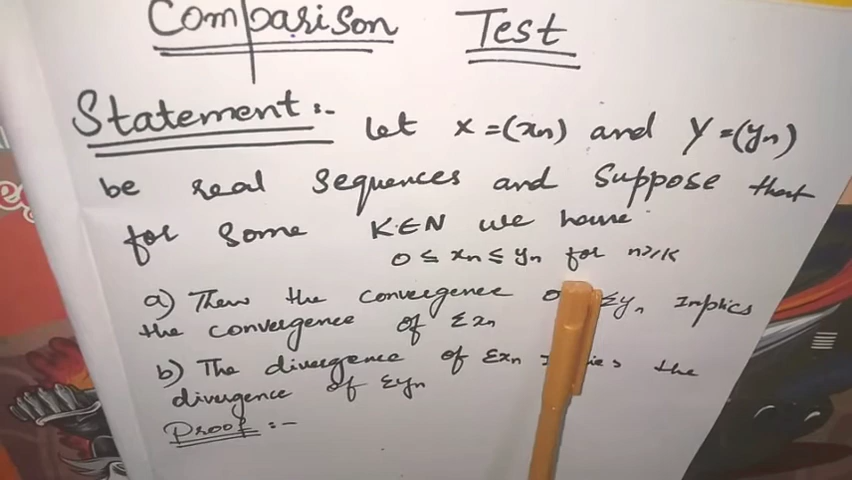 Comparison Test
Statement:- Let X=(xn) and Y=(yn)
be real sequences and Suppose that
for some K∈N we have
0 ≤ xn ≤ yn for n≥K
a) Then the convergence Σyn Implies
the convergence of Σxn
b) The divergence of Σxn the
divergence of Σyn
Proof:-